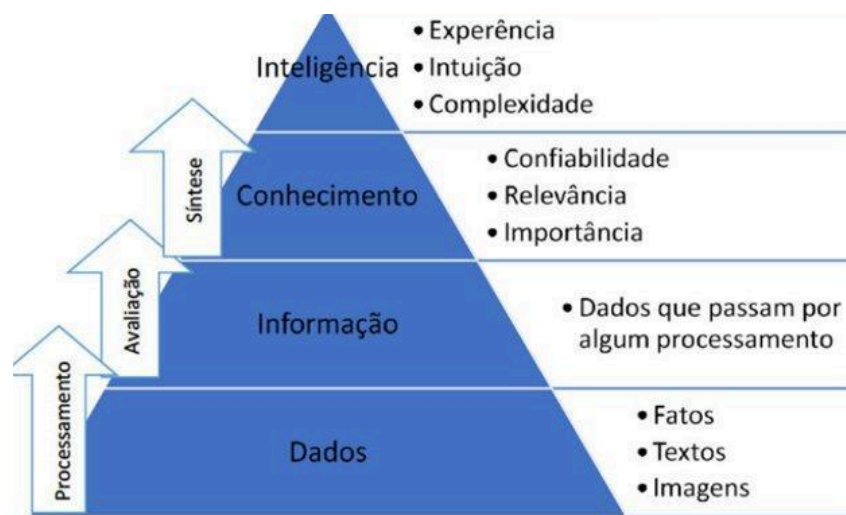 • Experência
Inteligência • Intuição
• Complexidade
Síntese
Conhecimento
• Confiabilidade
• Relevância
• Importância
Avaliação
Informação
• Dados que passam por
algum processamento
Processamento
Dados
• Fatos
• Textos
• Imagens